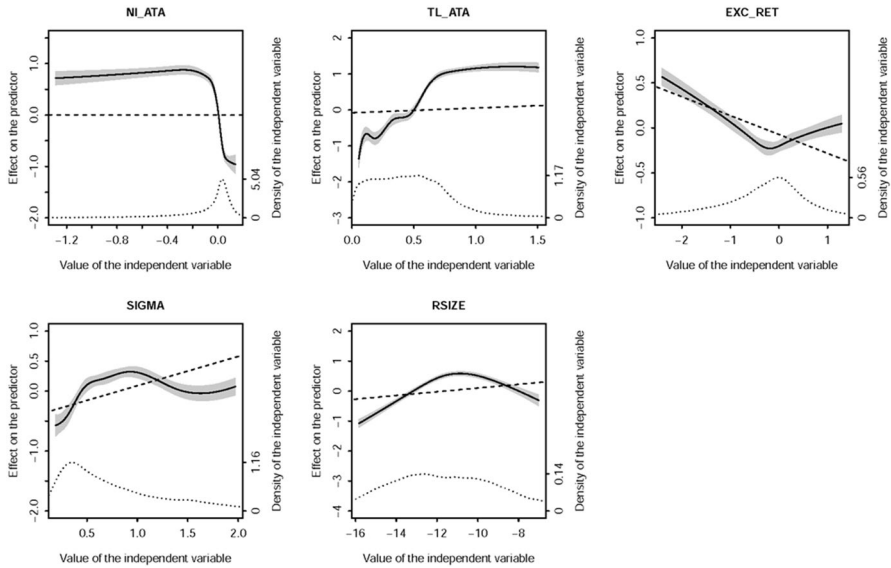 NI_ATA
Effect on the predictor
1.0
0.0
−1.0
−2.0
−1.2
−0.8
−0.4
0.0
Value of the independent variable
5.04
0
Density of the independent variable
TL_ATA
Effect on the predictor
2
1
0
−1
−2
−3
0.0
0.5
1.0
1.5
Value of the independent variable
1.17
0
Density of the independent variable
EXC_RET
Effect on the predictor
1.0
0.5
0.0
−0.5
−1.0
−2
−1
0
1
Value of the independent variable
0.56
0
Density of the independent variable
SIGMA
Effect on the predictor
1.0
0.5
0.0
−1.0
−2.0
0.5
1.0
1.5
2.0
Value of the independent variable
1.16
0
Density of the independent variable
RSIZE
Effect on the predictor
2
1
0
−1
−2
−3
−4
−16
−14
−12
−10
−8
Value of the independent variable
0.14
0
Density of the independent variable